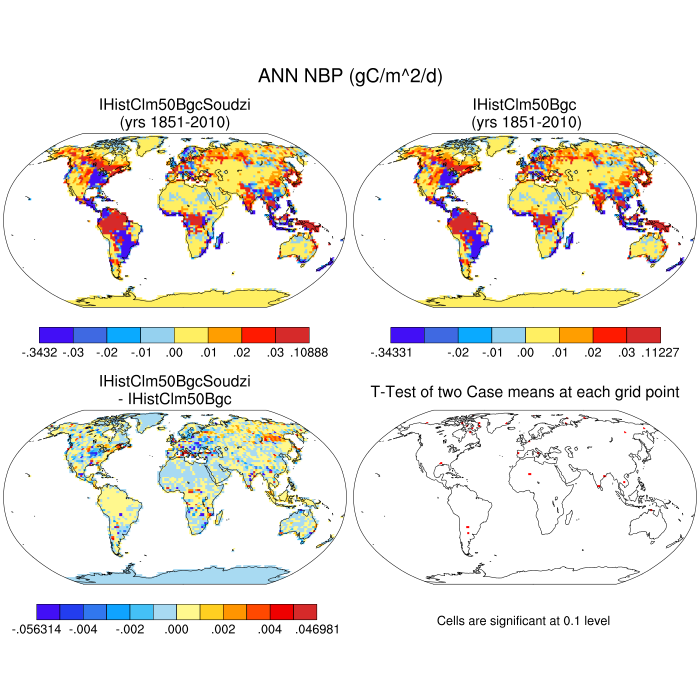 ANN NBP (gC/m^2/d)
IHistClm50BgcSoudzi
(yrs 1851-2010)
IHistClm50Bgc
(yrs 1851-2010)
-.3432 -.03 -.02 -.01 .00 .01 .02 .03 .10888
-.34331 -.02 -.01 .00 .01 .02 .03 .11227
IHistClm50BgcSoudzi
- IHistClm50Bgc
T-Test of two Case means at each grid point
-.056314 -.004 -.002 .000 .002 .004 .046981
Cells are significant at 0.1 level